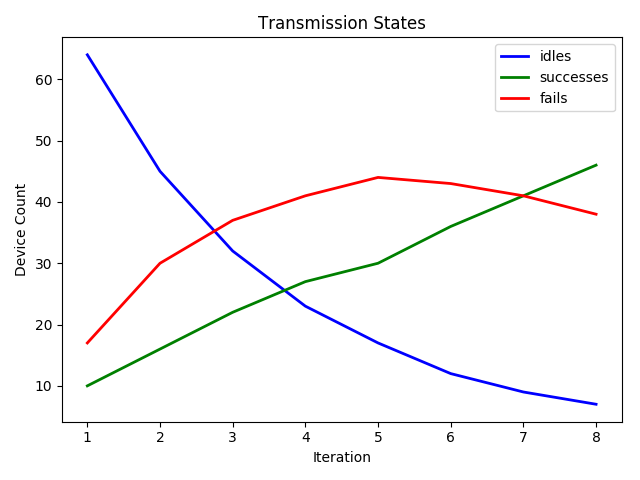 Transmission States
idles
successes
fails
60
50
40
30
20
10
Device Count
1 2 3 4 5 6 7 8
Iteration